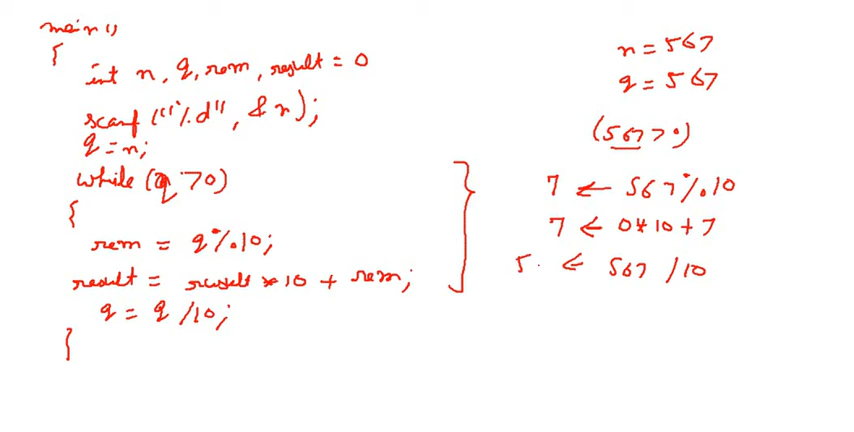 main()
{
int n, q, rem, result = 0
scanf ("%d", &n);
q = n;
while (q > 0)
{
rem = q % 10;
result = result * 10 + rem;
q = q / 10;
}
n = 567
q = 567
(567 > 0)
7 ← 567 % 10
7 ← 0 * 10 + 7
5. ← 567 / 10